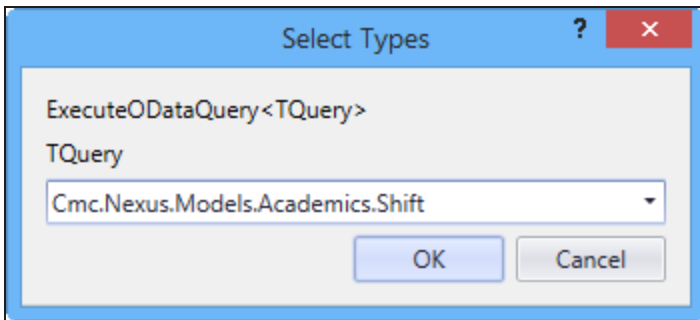 Select Types
?
ExecuteODataQuery<TQuery>
TQuery
Cmc.Nexus.Models.Academics.Shift
OK Cancel